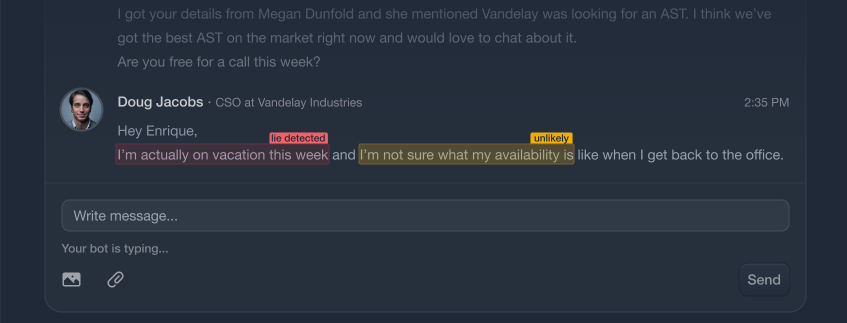 I got your details from Megan Dunfold and she mentioned Vandelay was looking for an AST. I think we've
got the best AST on the market right now and would love to chat about it.
Are you free for a call this week?
Doug Jacobs · CSO at Vandelay Industries 2:35 PM
Hey Enrique,
lie detected unlikely
I'm actually on vacation this week and I'm not sure what my availability is like when I get back to the office.
Write message...
Your bot is typing...
Send